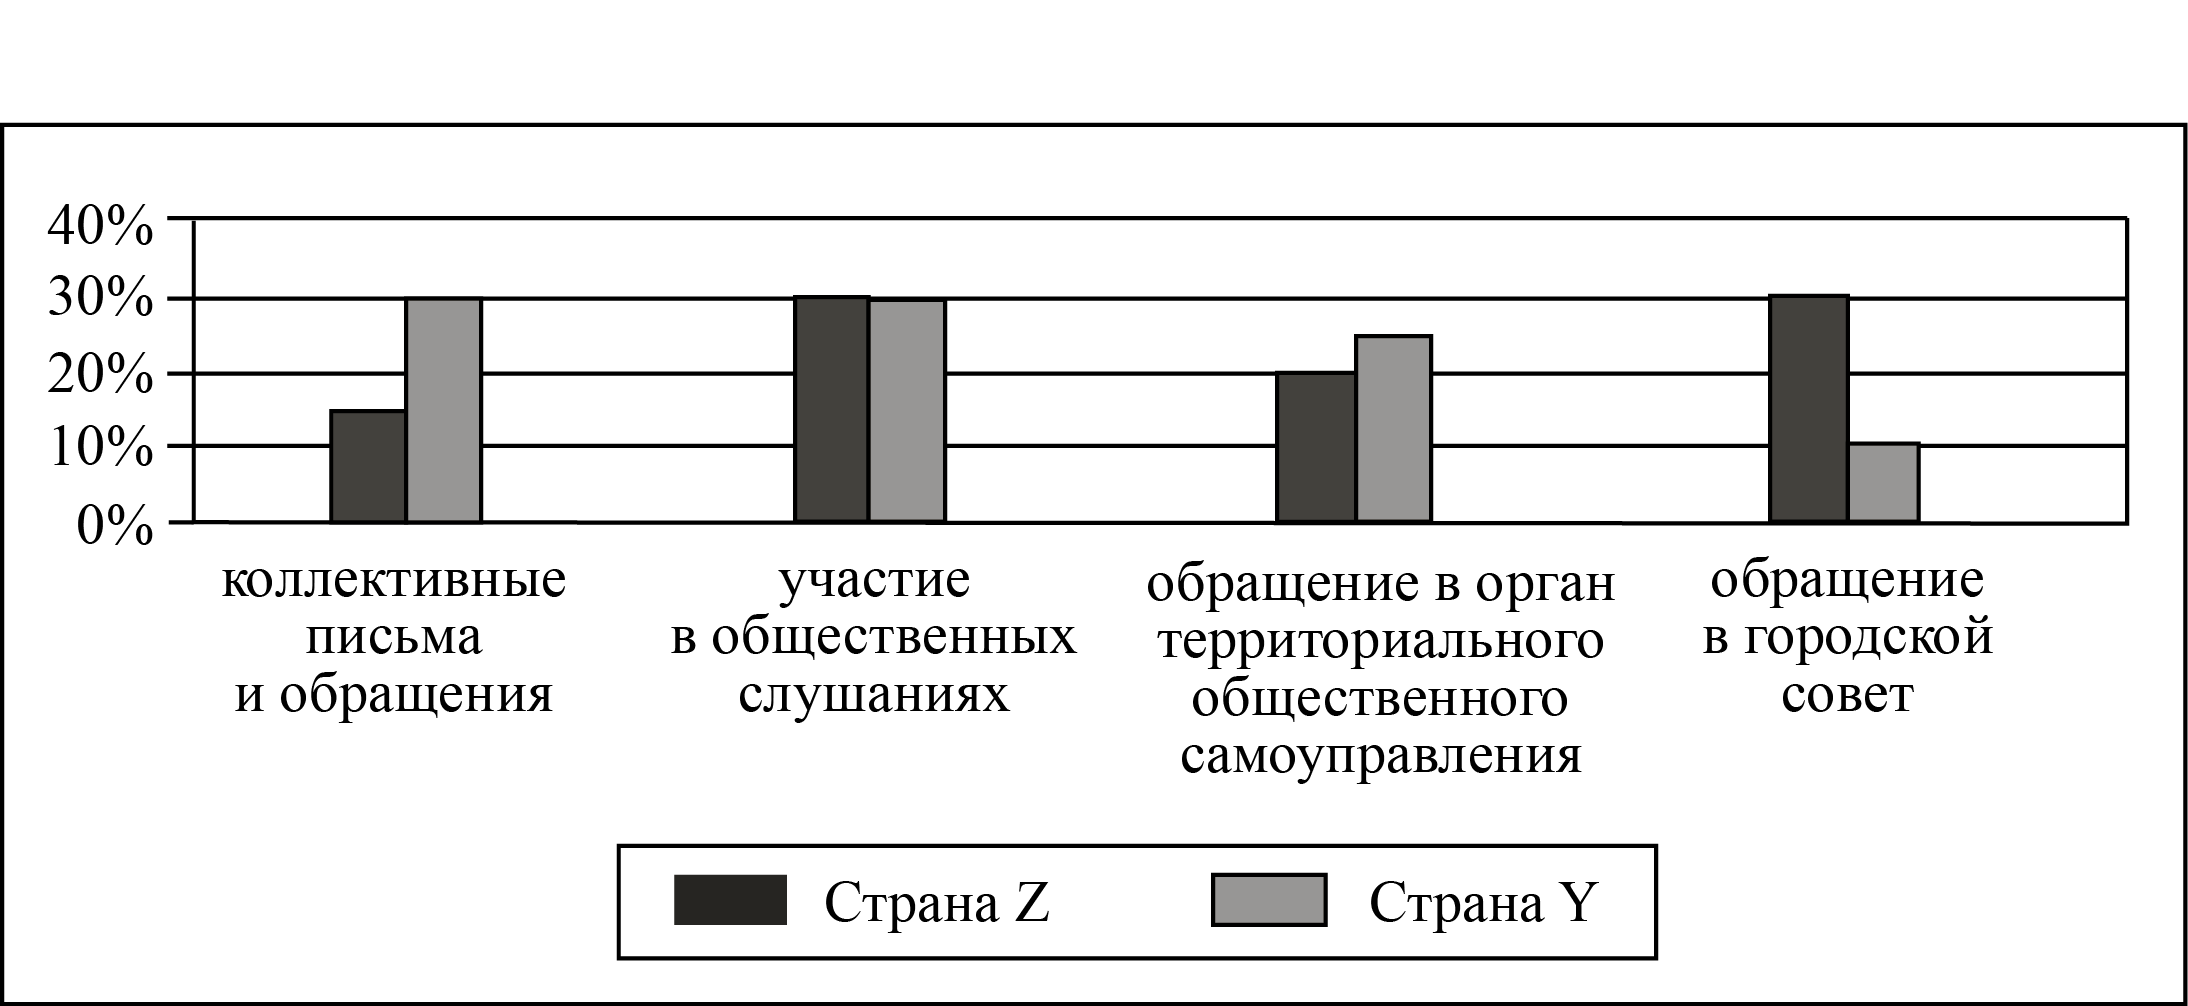 40%
30%
20%
10%
0%
коллективные
письма
и обращения
участие
в общественных
слушаниях
обращение в орган
территориального
общественного
самоуправления
обращение
в городской
совет
Страна Z
Страна Y